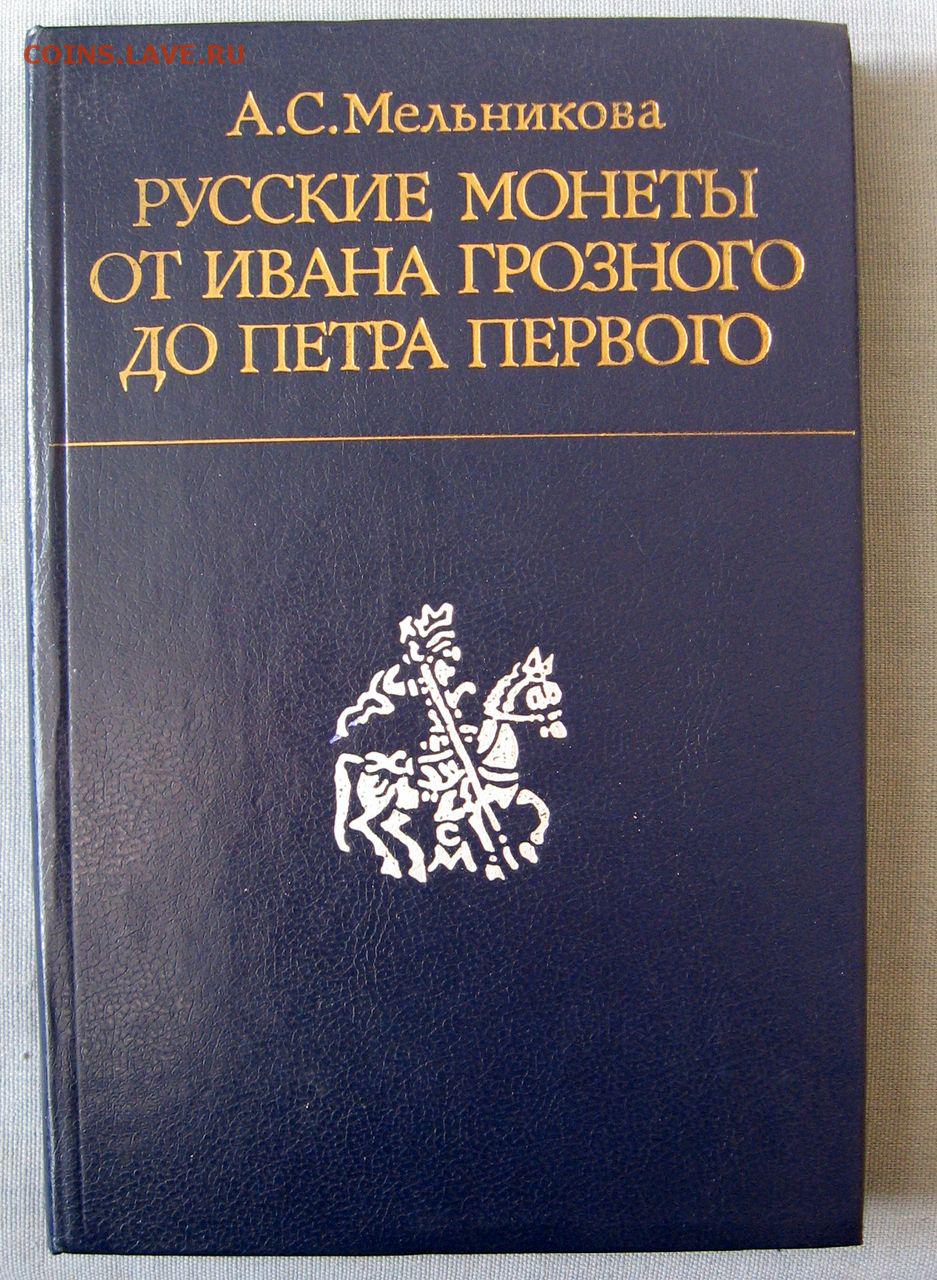 COINS.LAVE.RU
А.С.Мельникова
РУССКИЕ МОНЕТЫ
ОТ ИВАНА ГРОЗНОГО
ДО ПЕТРА ПЕРВОГО
С
М